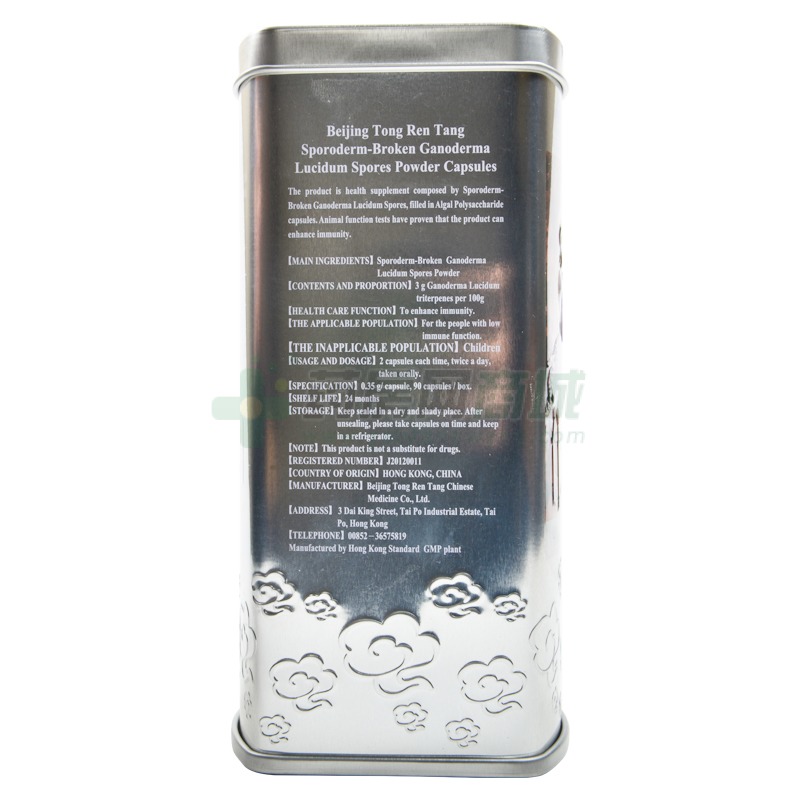 Beijing Tong Ren Tang
Sporoderm-Broken Ganoderma
Lucidum Spores Powder Capsules
The product is health supplement composed by Sporoderm-
Broken Ganoderma Lucidum Spores, filled in Algal Polysaccharide
capsules. Animal function tests have proven that the product can
enhance immunity.
【MAIN INGREDIENTS】Sporoderm-Broken Ganoderma
Lucidum Spores Powder
【CONTENTS AND PROPORTION】3 g Ganoderma Lucidum
triterpenes per 100g
【HEALTH CARE FUNCTION】To enhance immunity.
【THE APPLICABLE POPULATION】For the people with low
immune function.
【THE INAPPLICABLE POPULATION】Children
【USAGE AND DOSAGE】2 capsules each time, twice a day,
taken orally.
【SPECIFICATION】0.35 g/ capsule, 90 capsules / box.
【SHELF LIFE】24 months
【STORAGE】Keep sealed in a dry and shady place. After
unsealing, please take capsules on time and keep
in a refrigerator.
【NOTE】This product is not a substitute for drugs.
【REGISTERED NUMBER】J20120011
【COUNTRY OF ORIGIN】HONG KONG, CHINA
【MANUFACTURER】Beijing Tong Ren Tang Chinese
Medicine Co., Ltd.
【ADDRESS】3 Dai King Street, Tai Po Industrial Estate, Tai
Po, Hong Kong
【TELEPHONE】00852－36575819
Manufactured by Hong Kong Standard GMP plant